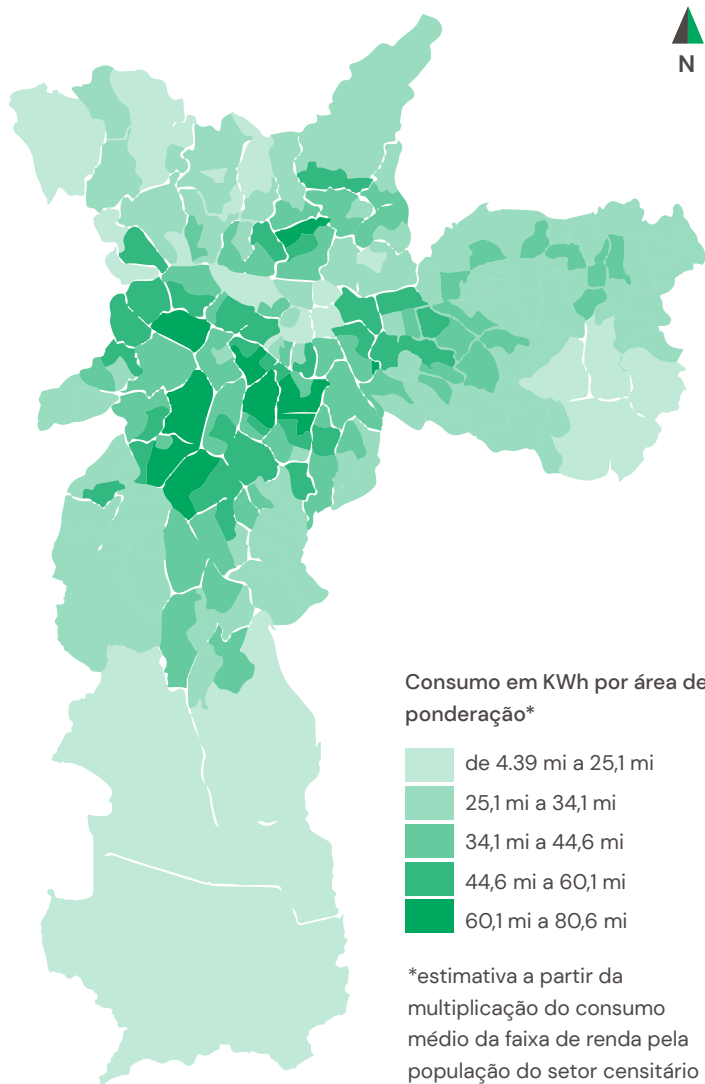 N
Consumo em KWh por área de
ponderação*
de 4.39 mi a 25,1 mi
25,1 mi a 34,1 mi
34,1 mi a 44,6 mi
44,6 mi a 60,1 mi
60,1 mi a 80,6 mi
*estimativa a partir da
multiplicação do consumo
médio da faixa de renda pela
população do setor censitário